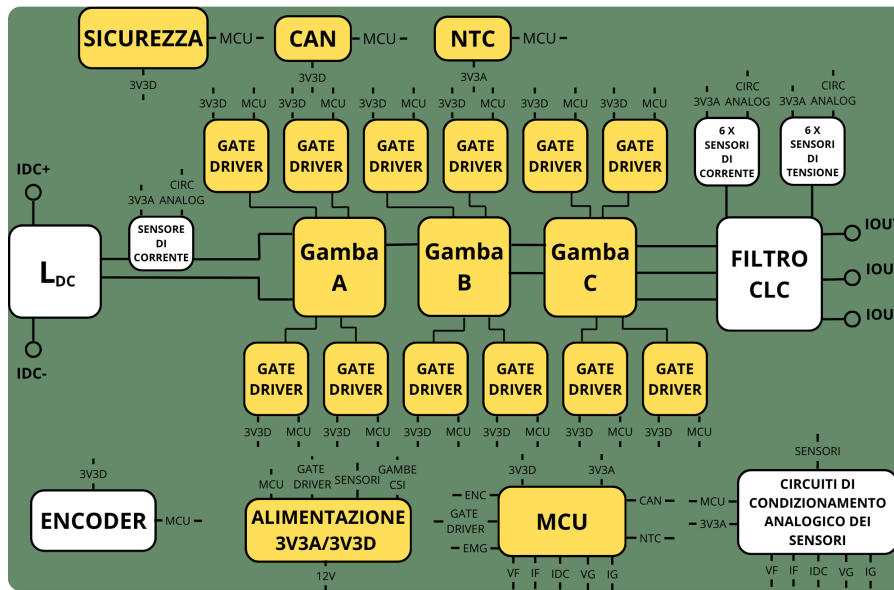 SICUREZZA
MCU
3V3D
CAN
MCU
3V3D
NTC
MCU
3V3A
3V3D MCU
GATE
DRIVER
3V3D MCU
GATE
DRIVER
3V3D MCU
GATE
DRIVER
3V3D MCU
GATE
DRIVER
3V3D MCU
GATE
DRIVER
3V3D MCU
GATE
DRIVER
CIRC
3V3A ANALOG
6 X
SENSORI
DI
CORRENTE
CIRC
3V3A ANALOG
6 X
SENSORI
DI
TENSIONE
IDC+
LDC
IDC-
CIRC
3V3A ANALOG
SENSORE
DI
CORRENTE
Gamba
A
Gamba
B
Gamba
C
FILTRO
CLC
IOU
IOU
IOU
GATE
DRIVER
3V3D MCU
GATE
DRIVER
3V3D MCU
GATE
DRIVER
3V3D MCU
GATE
DRIVER
3V3D MCU
GATE
DRIVER
3V3D MCU
GATE
DRIVER
3V3D MCU
3V3D
ENCODER
MCU
MCU
GATE
DRIVER
SENSORI
GAMBE
CSI
ALIMENTAZIONE
3V3A/3V3D
12V
3V3D
3V3A
ENC
GATE
DRIVER
EMG
MCU
CAN
NTC
VF IF IDC VG IG
SENSORI
MCU
3V3A
CIRCUITI DI
CONDIZIONAMENTO
ANALOGICO DEI
SENSORI
VF IF IDC VG IG